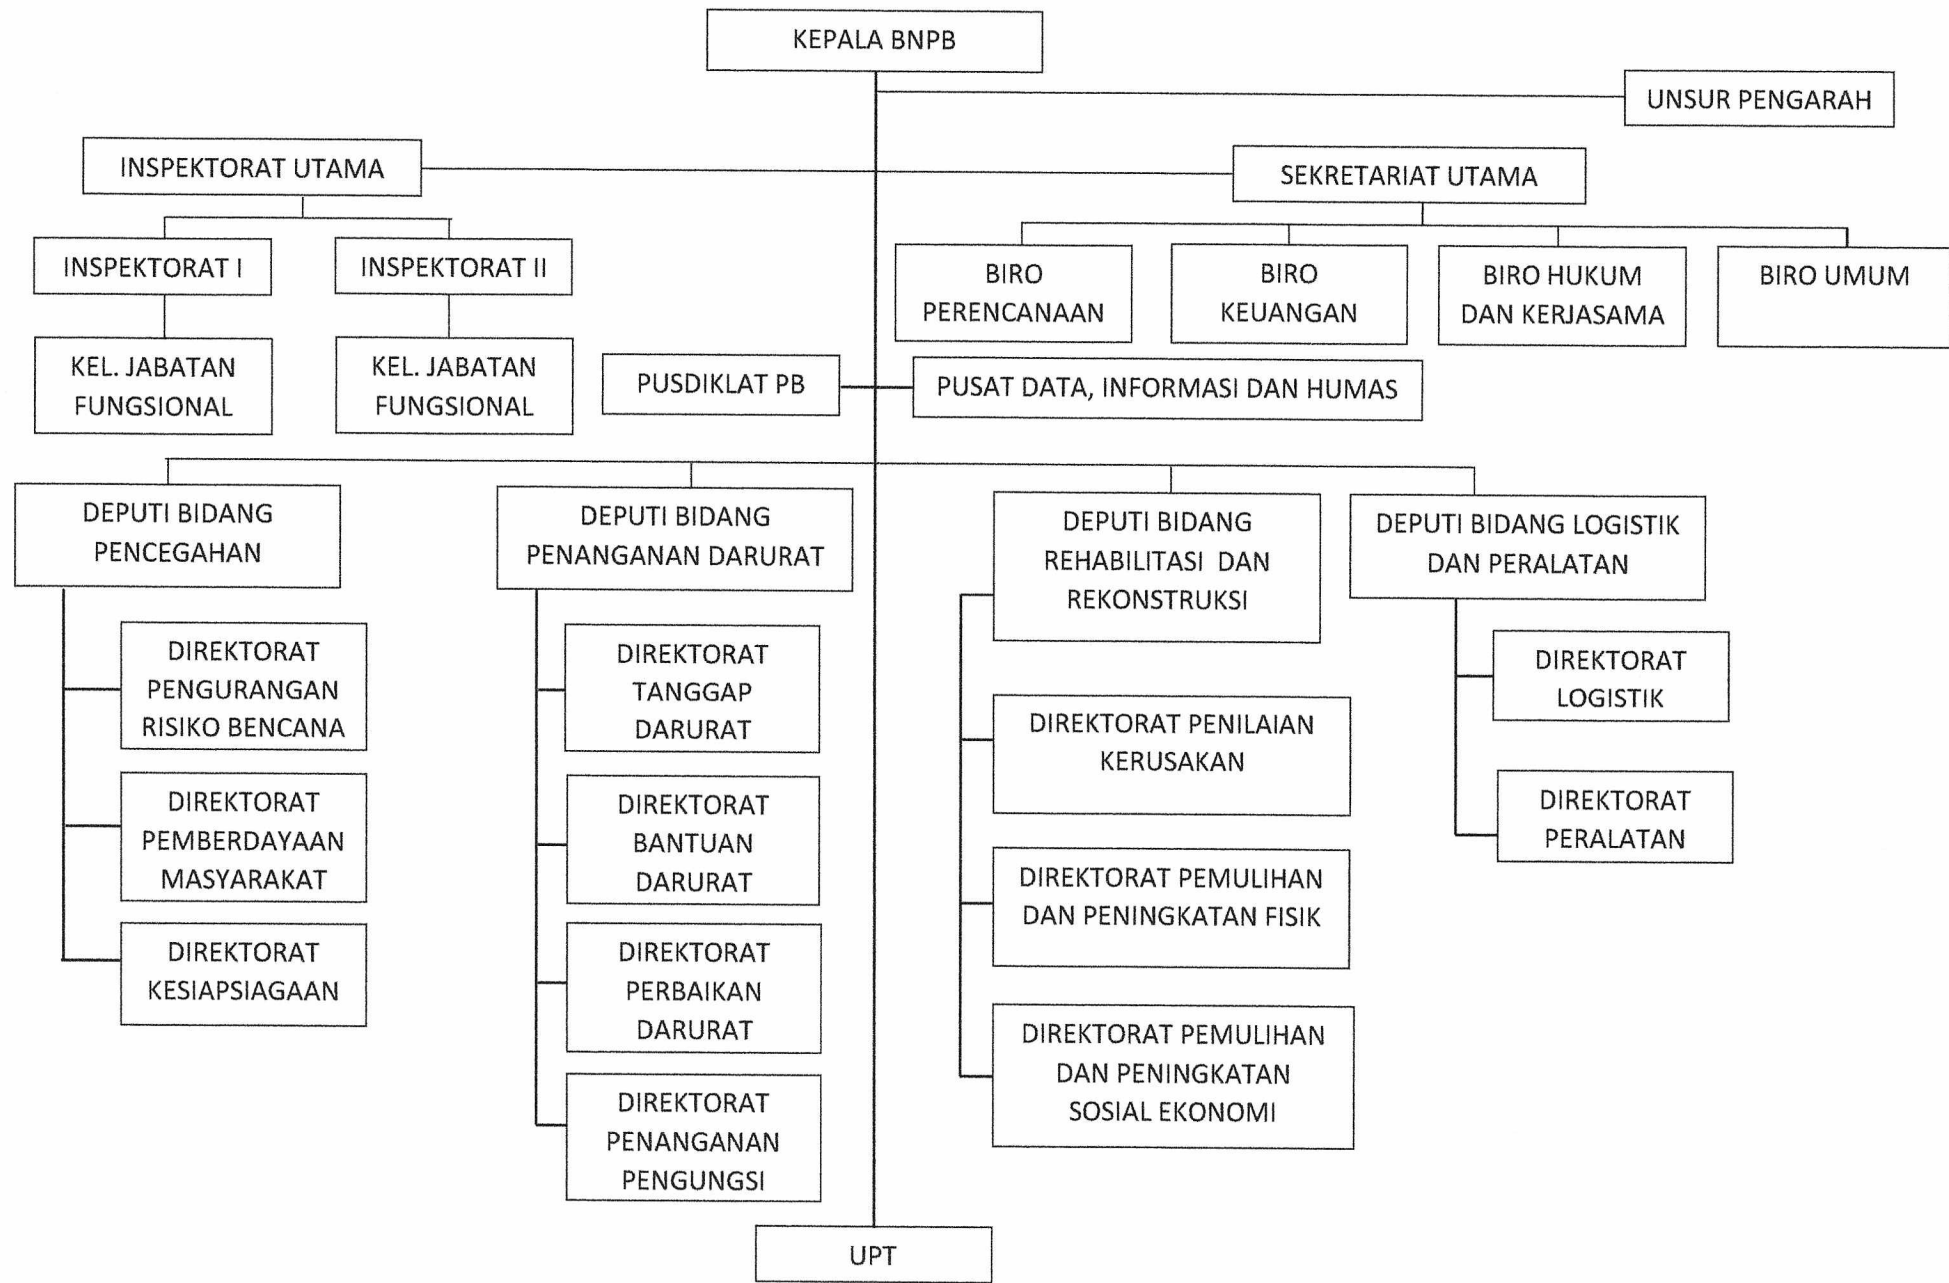 KEPALA BNPB
UNSUR PENGARAH
INSPEKTORAT UTAMA
SEKRETARIAT UTAMA
INSPEKTORAT I
INSPEKTORAT II
BIRO
PERENCANAAN
BIRO
KEUANGAN
BIRO HUKUM
DAN KERJASAMA
BIRO UMUM
KEL. JABATAN
FUNGSIONAL
KEL. JABATAN
FUNGSIONAL
PUSDIKLAT PB
PUSAT DATA, INFORMASI DAN HUMAS
DEPUTI BIDANG
PENCEGAHAN
DIREKTORAT
PENGURANGAN
RISIKO BENCANA
DIREKTORAT
PEMBERDAYAAN
MASYARAKAT
DIREKTORAT
KESIAPSIAGAAN
DEPUTI BIDANG
PENANGANAN DARURAT
DIREKTORAT
TANGGAP
DARURAT
DIREKTORAT
BANTUAN
DARURAT
DIREKTORAT
PERBAIKAN
DARURAT
DIREKTORAT
PENANGANAN
PENGUNGSI
DEPUTI BIDANG
REHABILITASI DAN
REKONSTRUKSI
DIREKTORAT PENILAIAN
KERUSAKAN
DIREKTORAT PEMULIHAN
DAN PENINGKATAN FISIK
DIREKTORAT PEMULIHAN
DAN PENINGKATAN
SOSIAL EKONOMI
DEPUTI BIDANG LOGISTIK
DAN PERALATAN
DIREKTORAT
LOGISTIK
DIREKTORAT
PERALATAN
UPT